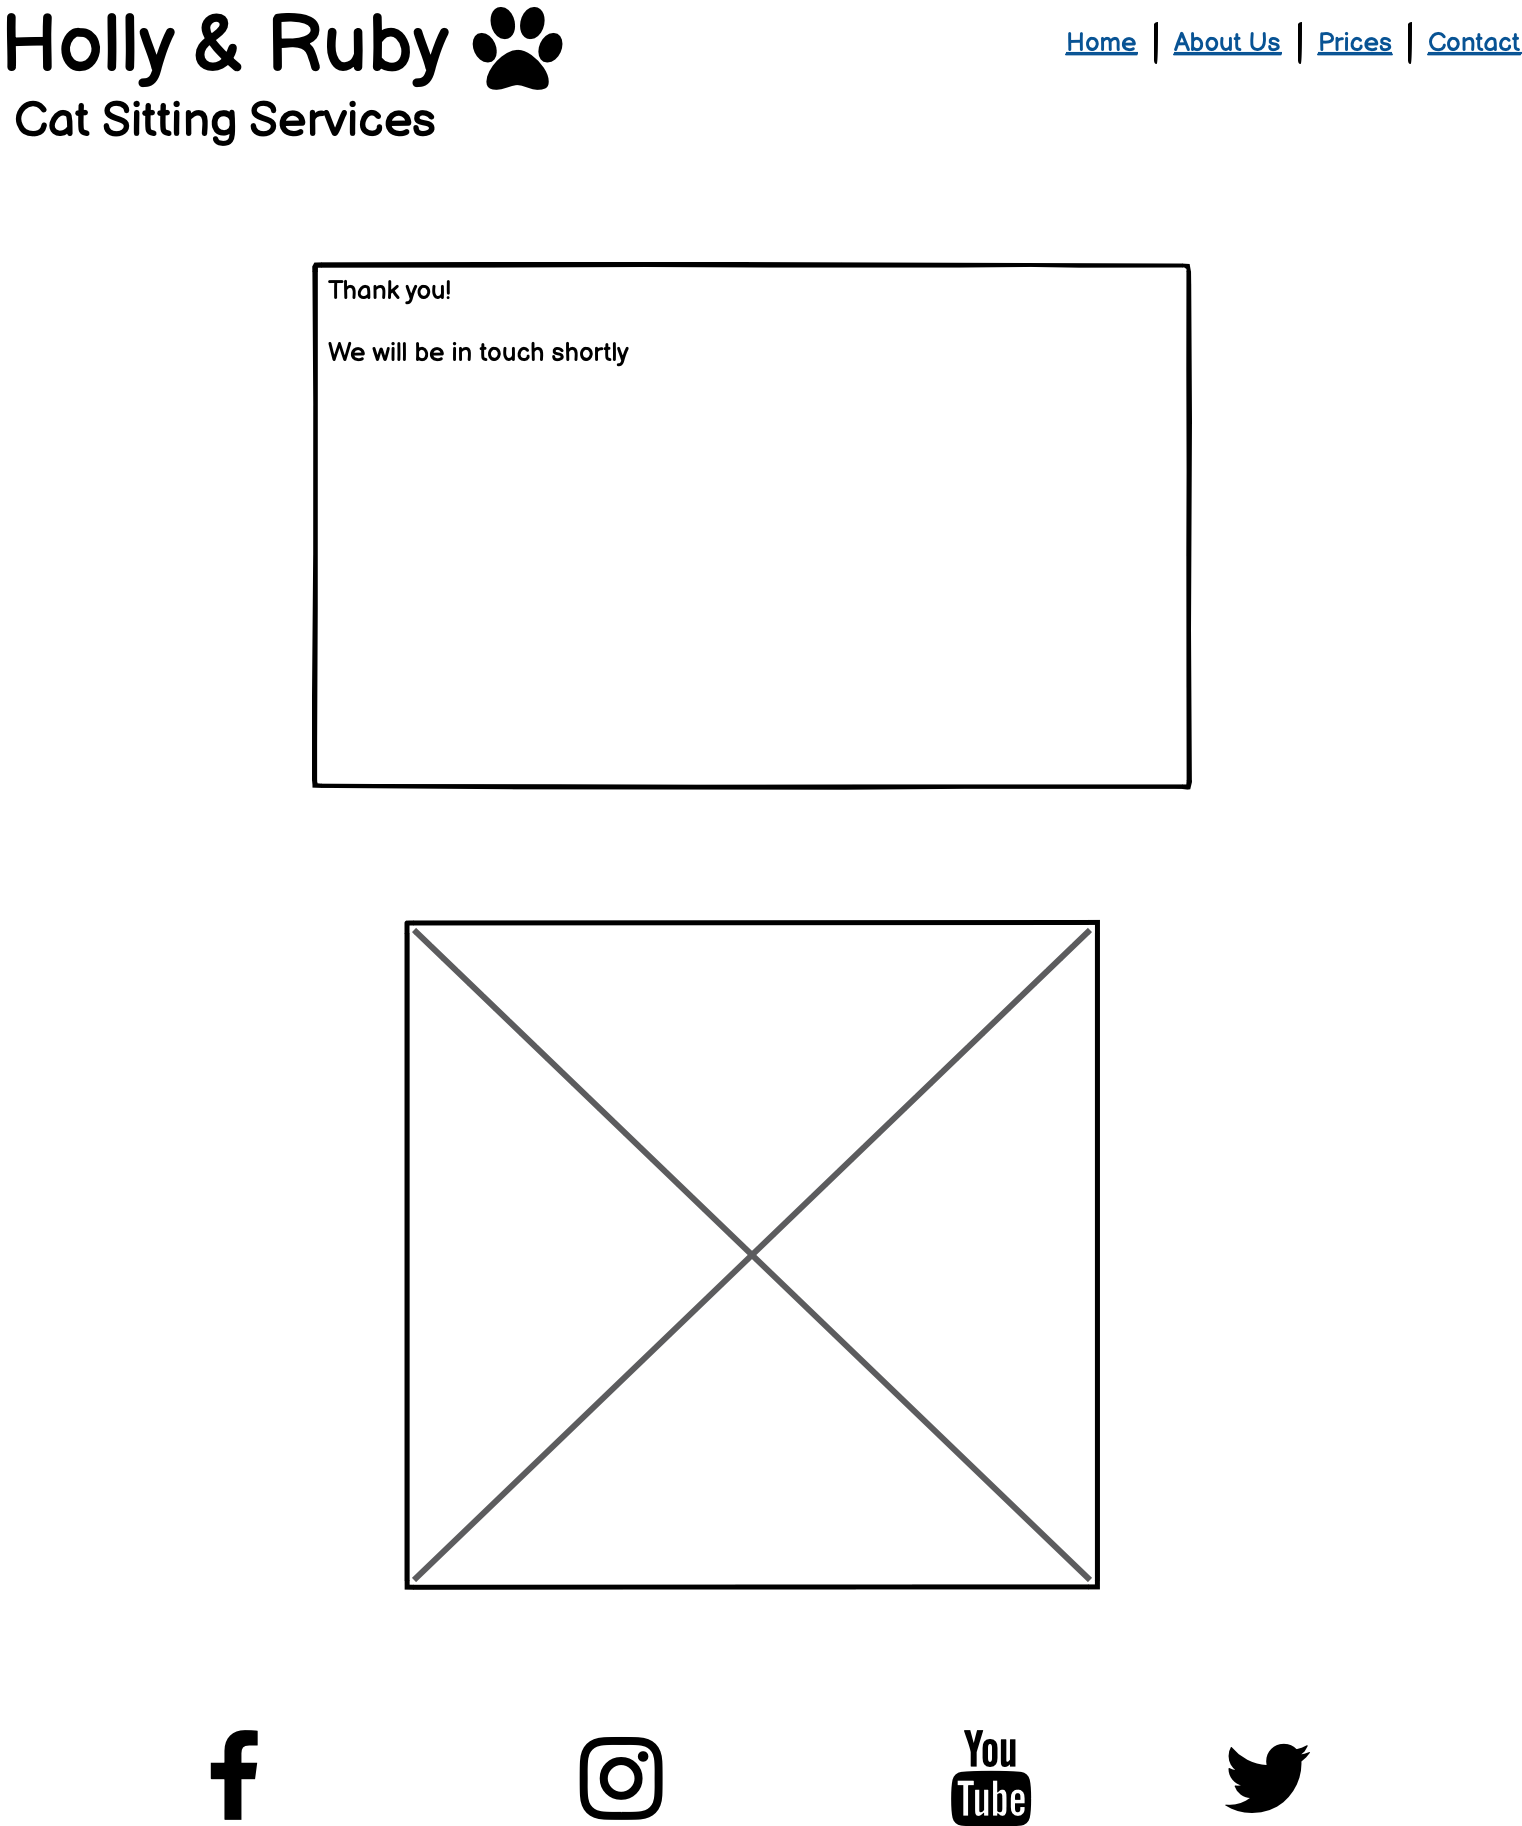 Holly & Ruby
Home | About Us | Prices | Contact
Cat Sitting Services
Thank you!
We will be in touch shortly
You
Tube